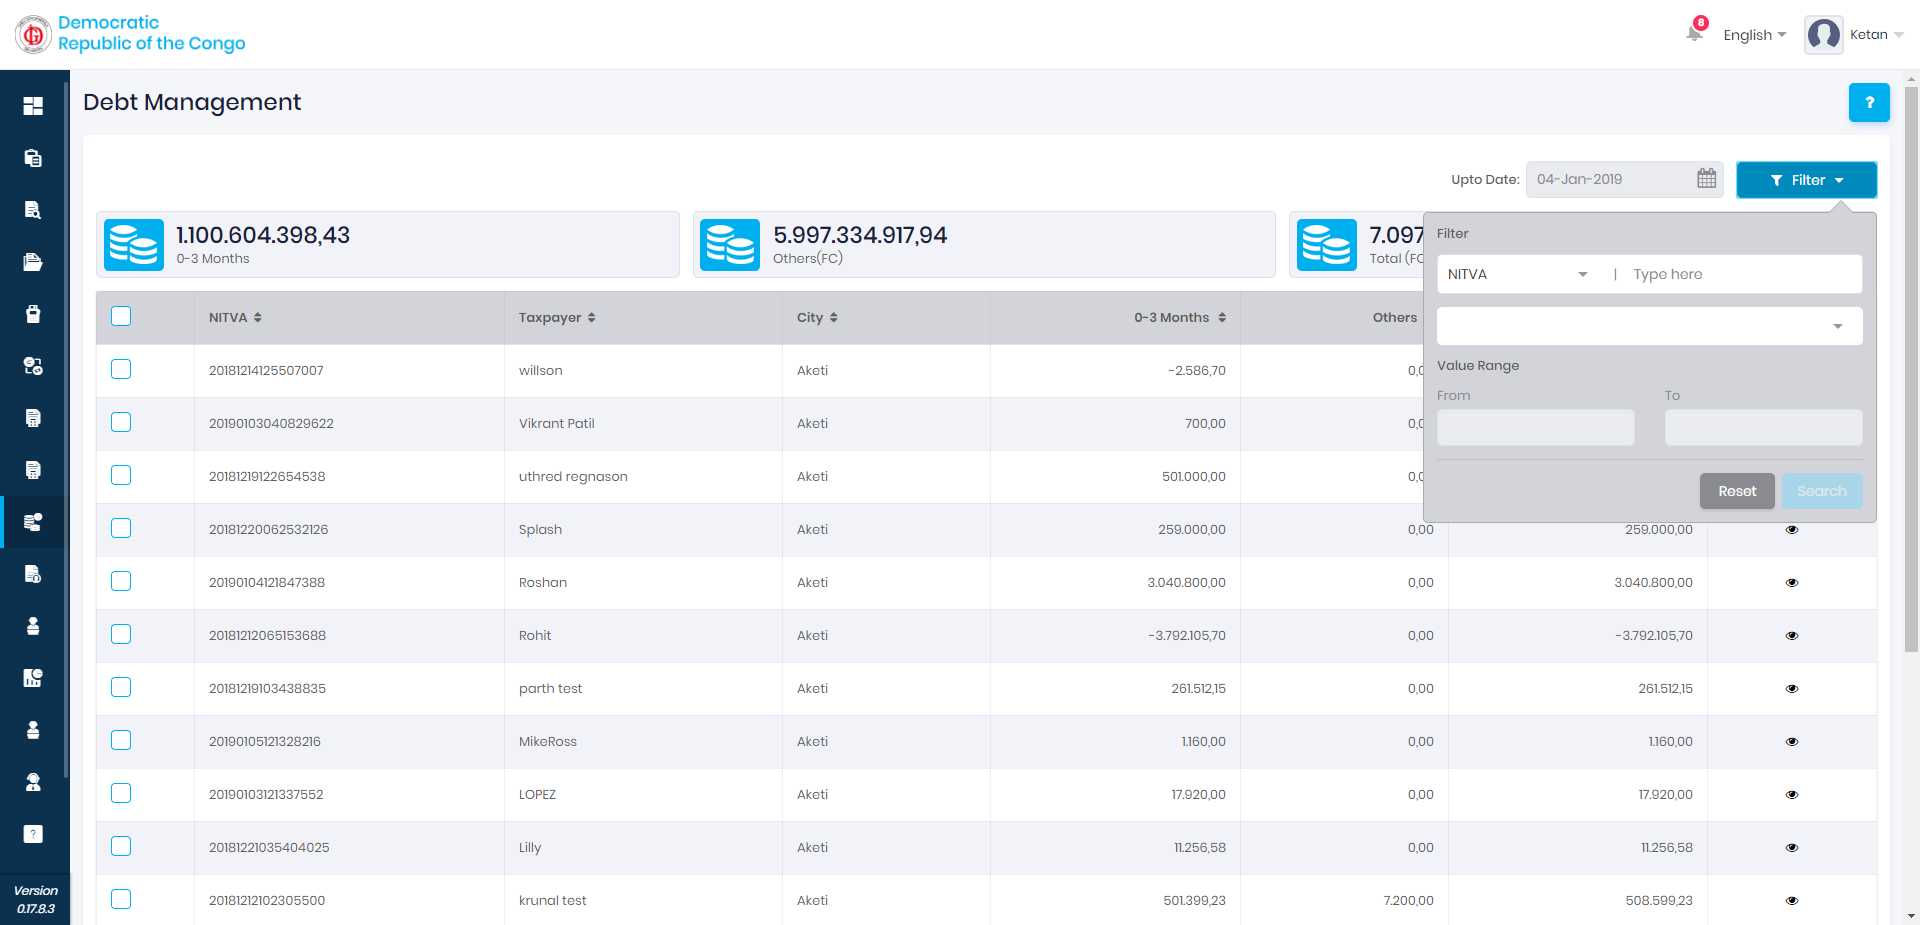 Democratic
Republic of the Congo
8
English
Ketan
Debt Management
?
Upto Date: 04-Jan-2019
Filter
1.100.604.398,43
0-3 Months
5.997.334.917,94
Others(FC)
7.097
Total (FC
Filter
NITVA | Type here
Value Range
From To
Reset Search
NITVA Taxpayer City 0-3 Months Others
20181214125507007 willson Aketi -2.586,70 0,0
20190103040829622 Vikrant Patil Aketi 700,00 0,0
20181219122654538 uthred regnason Aketi 501.000,00 0,0
20181220062532126 Splash Aketi 259.000,00 0,00 259.000,00
20190104121847388 Roshan Aketi 3.040.800,00 0,00 3.040.800,00
20181212065153688 Rohit Aketi -3.792.105,70 0,00 -3.792.105,70
20181219103438835 parth test Aketi 261.512,15 0,00 261.512,15
20190105121328216 MikeRoss Aketi 1.160,00 0,00 1.160,00
20190103121337552 LOPEZ Aketi 17.920,00 0,00 17.920,00
20181221035404025 Lilly Aketi 11.256,58 0,00 11.256,58
20181212102305500 krunal test Aketi 501.399,23 7.200,00 508.599,23
?
Version
0.17.8.3